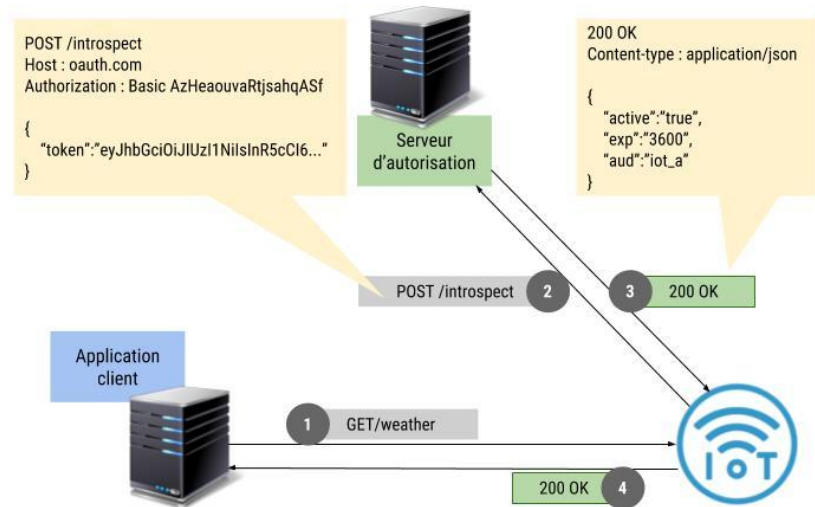 POST /introspect
Host : oauth.com
Authorization : Basic AzHeaouvaRtjsahqASf
{
"token":"eyJhbGciOiJIUzI1NiIsInR5cCI6..."
}
Serveur
d'autorisation
200 OK
Content-type : application/json
{
"active":"true",
"exp":"3600",
"aud":"iot_a"
}
POST /introspect
2
3
200 OK
Application
client
1
GET/weather
IoT
200 OK
4